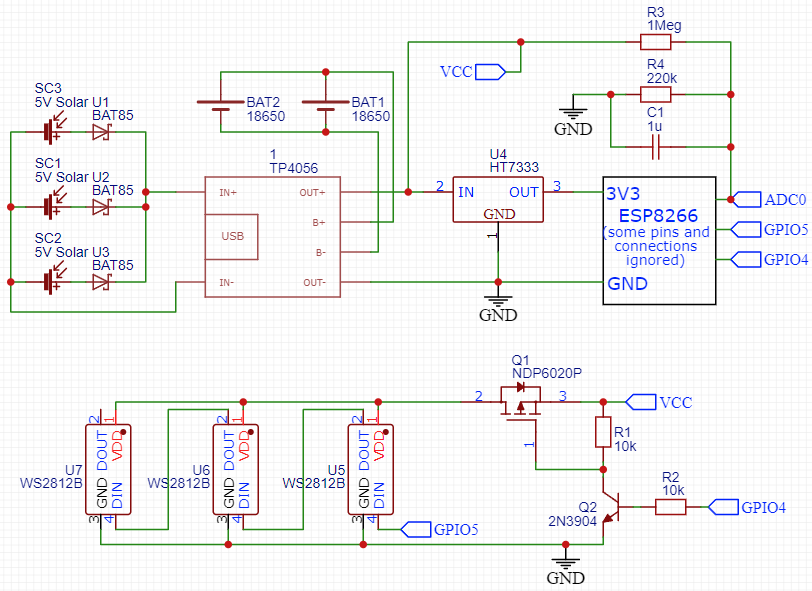 R3
1Meg
VCC
R4
220k
SC3
5V Solar
U1
BAT85
BAT2
18650
BAT1
18650
C1
1u
GND
SC1
5V Solar
U2
BAT85
1
TP4056
IN+
OUT+
USB
B+
B-
IN-
OUT-
U4
HT7333
2
IN
OUT
3
GND
1
GND
3V3
ESP8266
(some pins and
connections
ignored)
GND
ADC0
GPIO5
GPIO4
SC2
5V Solar
U3
BAT85
Q1
NDP6020P
2
3
1
VCC
R1
10k
R2
10k
GPIO4
Q2
2N3904
GND
2
1
DOUT
VDD
U7
WS2812B
GND
DIN
3
4
2
1
DOUT
VDD
U6
WS2812B
GND
DIN
3
4
2
1
DOUT
VDD
U5
WS2812B
GND
DIN
3
4
GPIO5